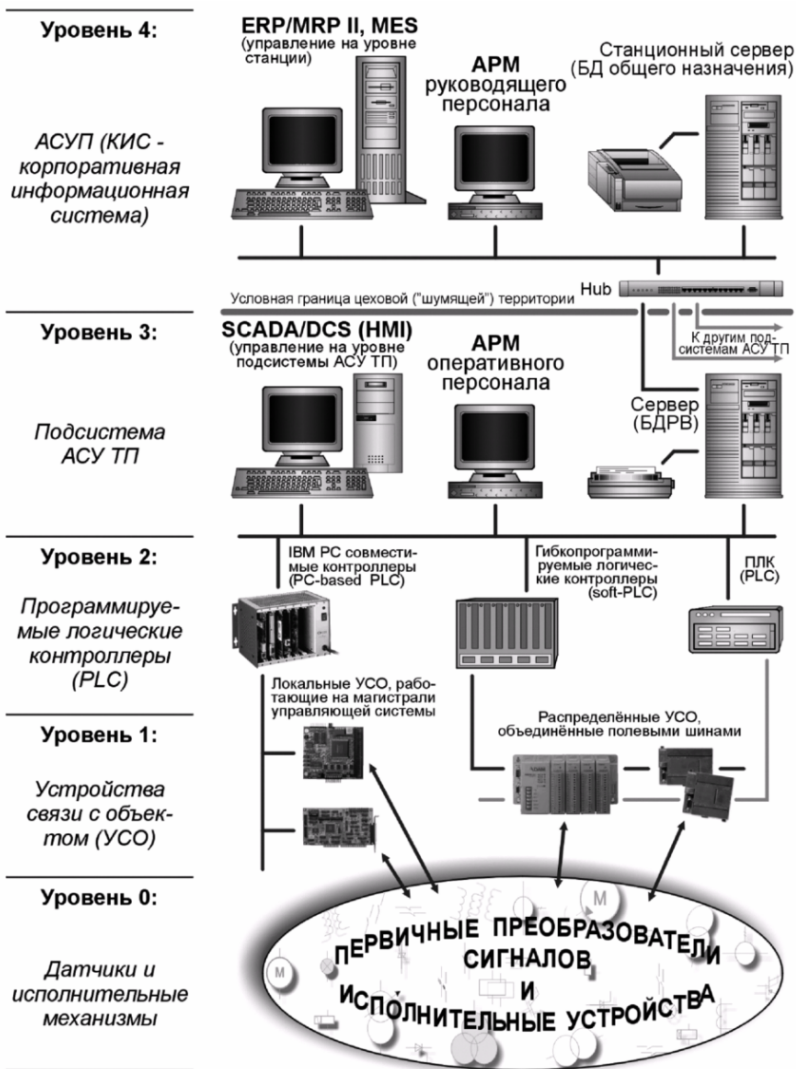 Уровень 4:
АСУП (КИС -
корпоративная
информационная
система)
ERP/MRP II, MES
(управление на уровне
станции)
АРМ
руководящего
персонала
Станционный сервер
(БД общего назначения)
Hub
Условная граница цеховой ("шумящей") территории
Уровень 3:
Подсистема
АСУ ТП
SCADA/DCS (HMI)
(управление на уровне
подсистемы АСУ ТП)
АРМ
оперативного
персонала
К другим под-
системам АСУ ТП
Сервер
(БДРВ)
Уровень 2:
Программируе-
мые логические
контроллеры
(PLC)
IBM PC совмести-
мые контроллеры
(PC-based PLC)
Гибкопрограмми-
руемые логичес-
кие контроллеры
(soft-PLC)
ПЛК
(PLC)
Локальные УСО, рабо-
тающие на магистрали
управляющей системы
Распределённые УСО,
объединённые полевыми шинами
Уровень 1:
Устройства
связи с объек-
том (УСО)
Уровень 0:
Датчики и
исполнительные
механизмы
М
М
ПЕРВИЧНЫЕ ПРЕОБРАЗОВАТЕЛИ
СИГНАЛОВ
И
ИСПОЛНИТЕЛЬНЫЕ УСТРОЙСТВА